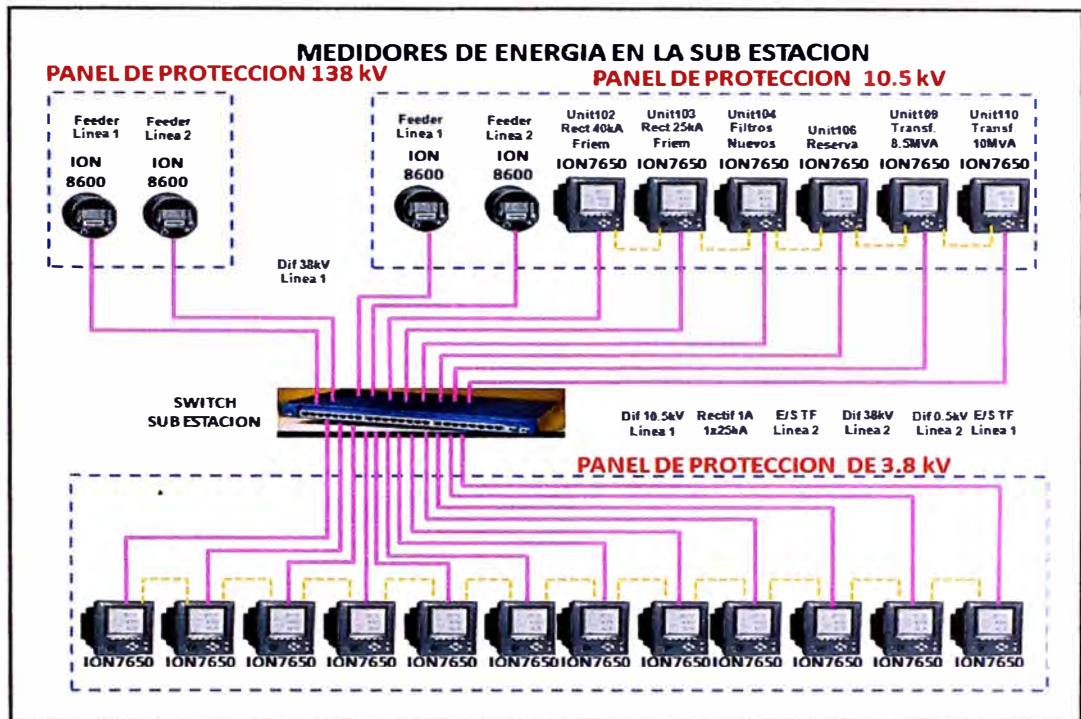 MEDIDORES DE ENERGIA EN LA SUB ESTACION
PANEL DE PROTECCION 138 kV
PANEL DE PROTECCION 10.5 kV
Feeder
Linea 1
ION
8600
Feeder
Linea 2
ION
8600
Feeder
Linea 1
ION
8600
Feeder
Linea 2
ION
8600
Unit102
Rect 40kA
Friem
ION7650
Unit103
Rect 25kA
Friem
ION7650
Unit104
Filtros
Nuevos
ION7650
Unit106
Reserva
ION7650
Unit109
Transf.
8.5MVA
ION7650
Unit110
Transf.
10MVA
ION7650
Dif 38kV
Linea 1
SWITCH
SUB ESTACION
Dif 10.5kV
Linea 1
Rectif 1A
1x25kA
E/S TF
Linea 2
Dif 38kV
Linea 2
Dif 0.5kV
Linea 2
E/S TF
Linea 1
PANEL DE PROTECCION DE 3.8 kV
ION7650
ION7650
ION7650
ION7650
ION7650
ION7650
ION7650
ION7650
ION7650
ION7650
ION7650
ION7650